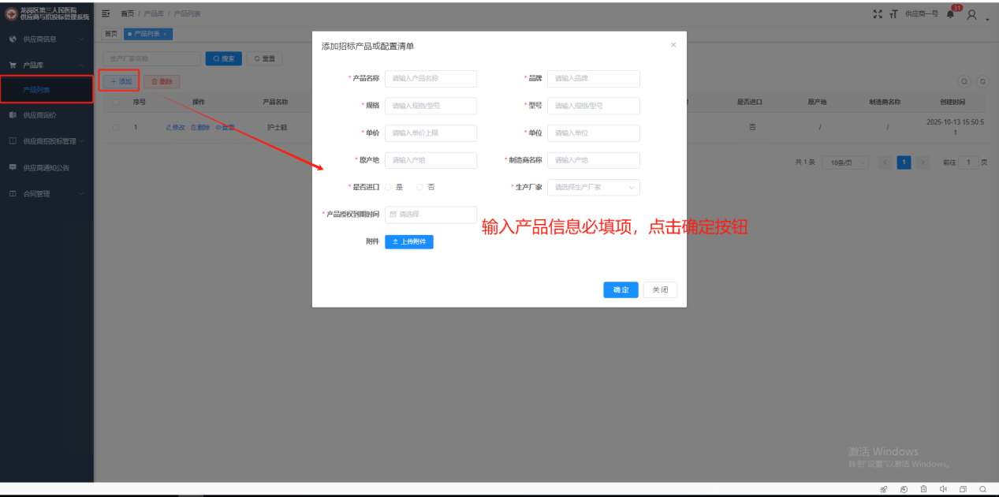 龙岗区第三人民医院
供应商与招投标管理系统
首页 / 产品库 / 产品列表
供应商一号
31
供应商信息
产品库
产品列表
供应商询价
供应商招投标管理
供应商通知公告
合同管理
首页
产品列表 ×
生产厂家名称
搜索
重置
+ 添加
删除
序号 操作 产品名称 是否进口 原产地 制造商名称 创建时间
1 修改 删除 查看 护士鞋 否 / / 2025-10-13 15:50:5
1
共 1 条 10条/页 < 1 > 前往 1 页
添加招标产品或配置清单 ×
* 产品名称 请输入产品名称 * 品牌 请输入品牌
* 规格 请输入规格/型号 * 型号 请输入规格/型号
* 单价 请输入单价上限 * 单位 请输入单位
* 原产地 请输入产地 * 制造商名称 请输入产地
* 是否进口 是 否 * 生产厂家 请选择生产厂家
* 产品授权到期时间 请选择
附件 上传附件
输入产品信息必填项，点击确定按钮
确 定 关 闭
激活 Windows
转到"设置"以激活 Windows。